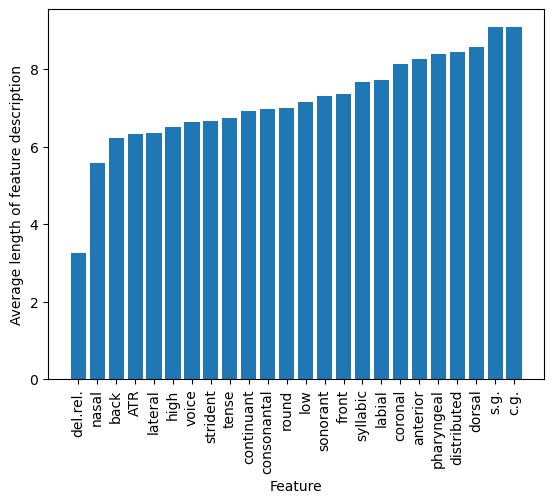 Average length of feature description
8
6
4
2
0
del.rel.
nasal
back
ATR
lateral
high
voice
strident
tense
continuant
consonantal
round
low
sonorant
front
syllabic
labial
coronal
anterior
pharyngeal
distributed
dorsal
s.g.
c.g.
Feature